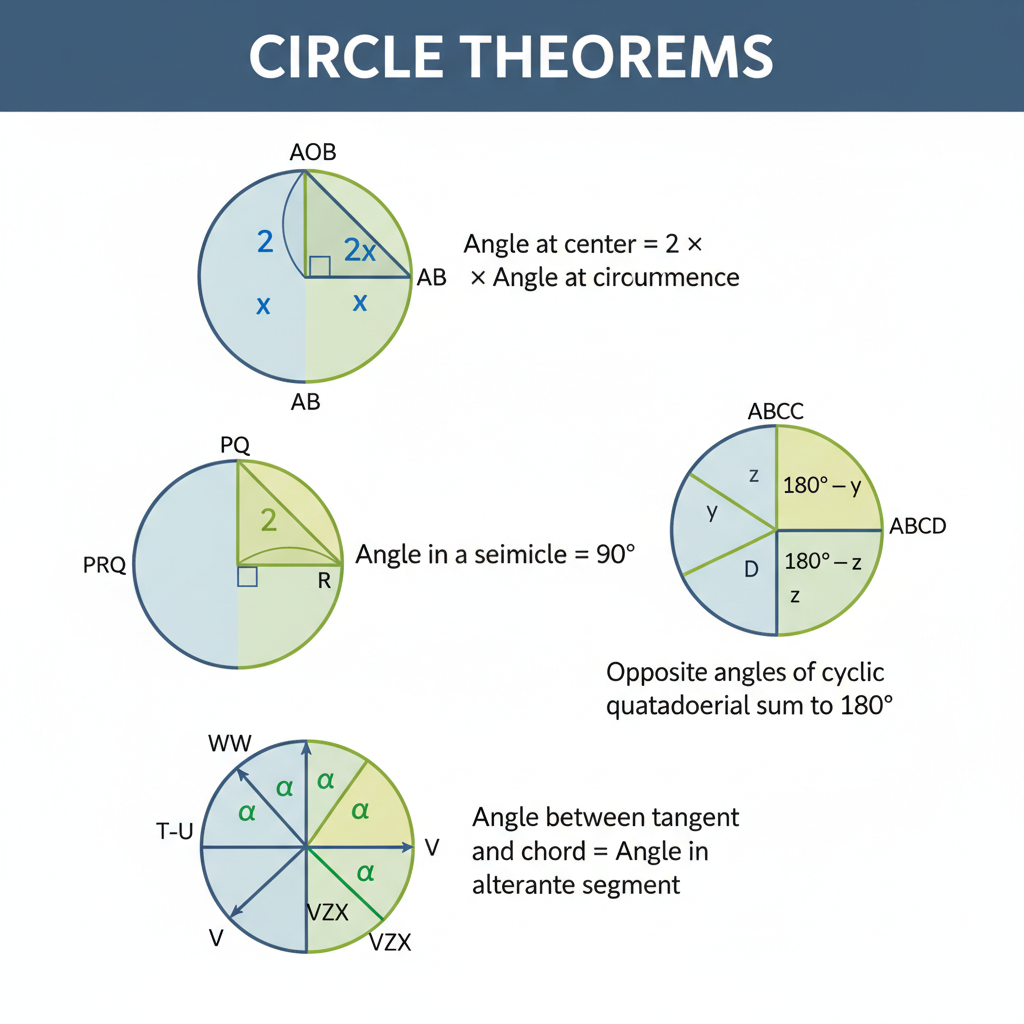 CIRCLE THEOREMS
AOB
2
2x
x
x
AB
AB
Angle at center = 2 ×
× Angle at circunmence
PQ
2
PRQ
R
Angle in a seimicle = 90°
ABCC
z
180° – y
y
ABCD
D
180° – z
z
Opposite angles of cyclic
quatadoerial sum to 180°
WW
α
α
α
α
T-U
V
α
VZX
V
VZX
Angle between tangent
and chord = Angle in
alterante segment